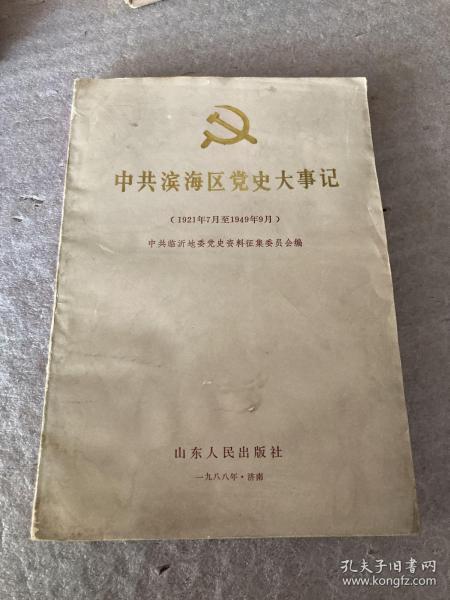 中共滨海区党史大事记
（1921年7月至1949年9月）
中共临沂地委党史资料征集委员会编
山东人民出版社
一九八八年·济南
孔夫子旧书网
www.kongfz.com